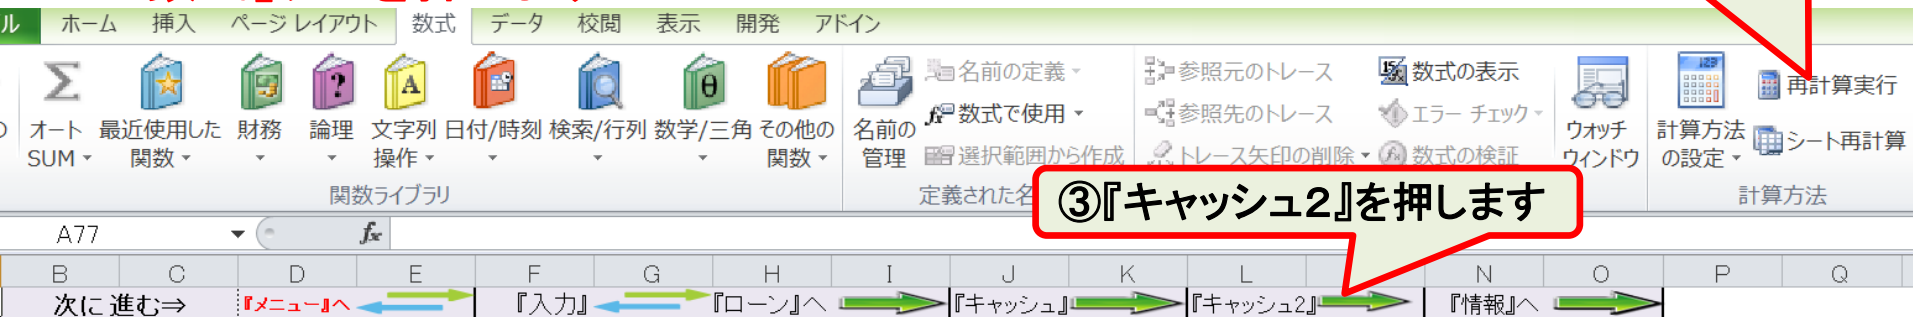 ル ホーム 挿入 ページ レイアウト 数式 データ 校閲 表示 開発 アドイン
Σ ? A θ 123
名前の定義 参照元のトレース 数式の表示 再計算実行
の オート 最近使用した 財務 論理 文字列 日付/時刻 検索/行列 数学/三角 その他の 名前の 数式で使用 参照先のトレース エラー チェック ウォッチ 計算方法
SUM 関数 操作 関数 管理 選択範囲から作成 トレース矢印の削除 数式の検証 ウィンドウ の設定 シート再計算
関数ライブラリ 定義された名 計算方法
③『キャッシュ2』を押します
A77 fx
B C D E F G H I J K L N O P Q
次に進む⇒ 『メニュー』へ 『入力』 『ローン』へ 『キャッシュ』 『キャッシュ2』 『情報』へ